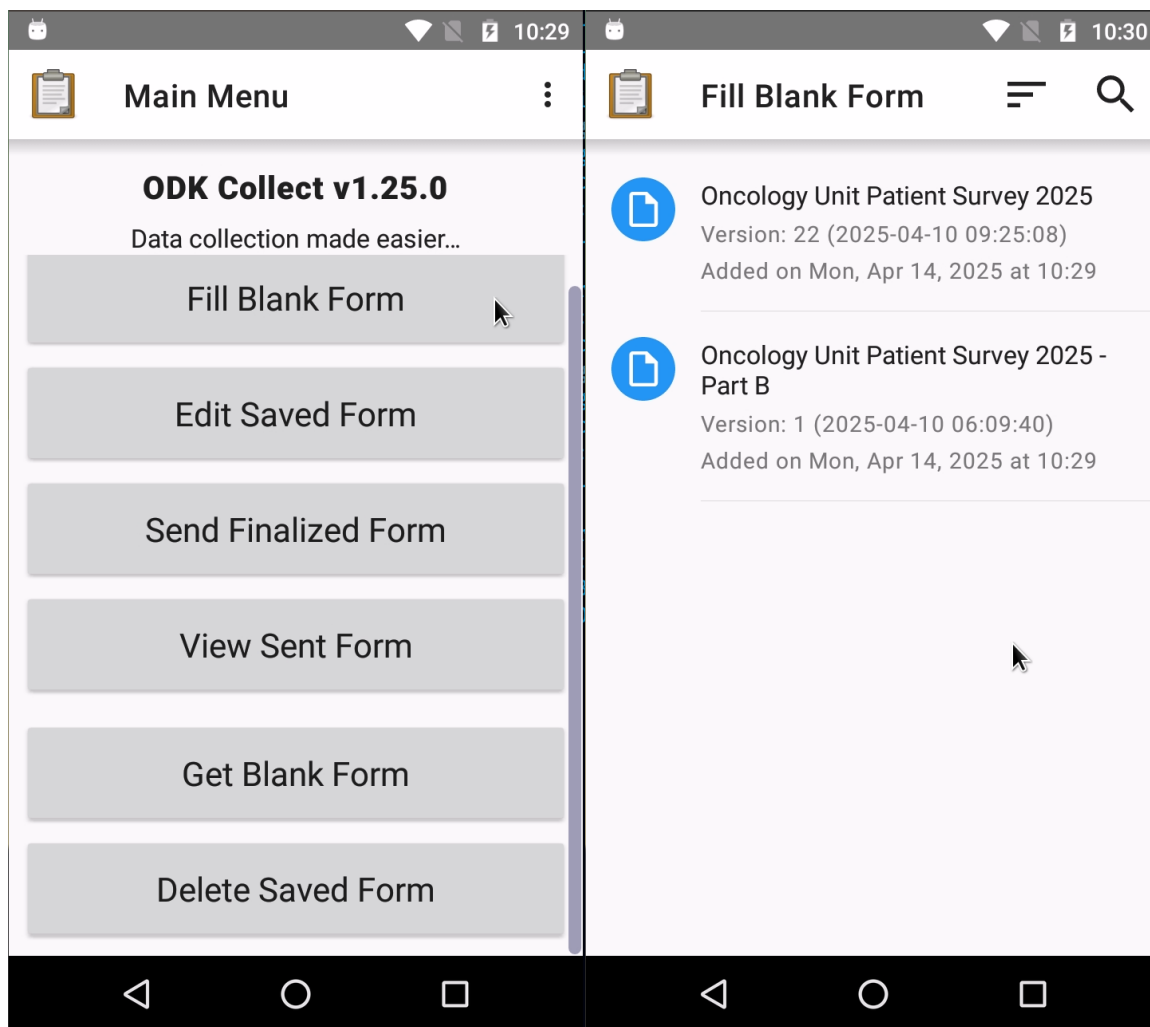 10:29
Main Menu
ODK Collect v1.25.0
Data collection made easier...
Fill Blank Form
Edit Saved Form
Send Finalized Form
View Sent Form
Get Blank Form
Delete Saved Form
10:30
Fill Blank Form
Oncology Unit Patient Survey 2025
Version: 22 (2025-04-10 09:25:08)
Added on Mon, Apr 14, 2025 at 10:29
Oncology Unit Patient Survey 2025 -
Part B
Version: 1 (2025-04-10 06:09:40)
Added on Mon, Apr 14, 2025 at 10:29